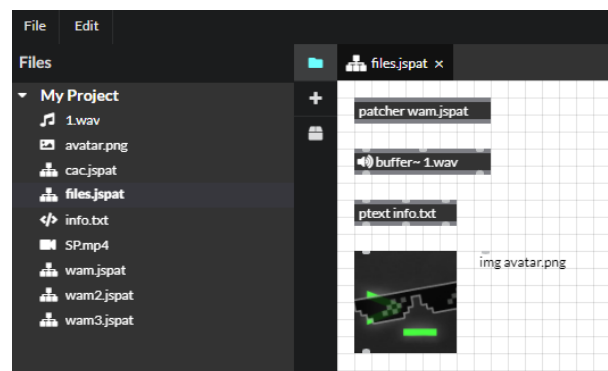 File Edit
Files
files.jspat ×
My Project
1.wav
avatar.png
cac.jspat
files.jspat
info.txt
SP.mp4
wam.jspat
wam2.jspat
wam3.jspat
patcher wam.jspat
buffer~ 1.wav
ptext info.txt
img avatar.png